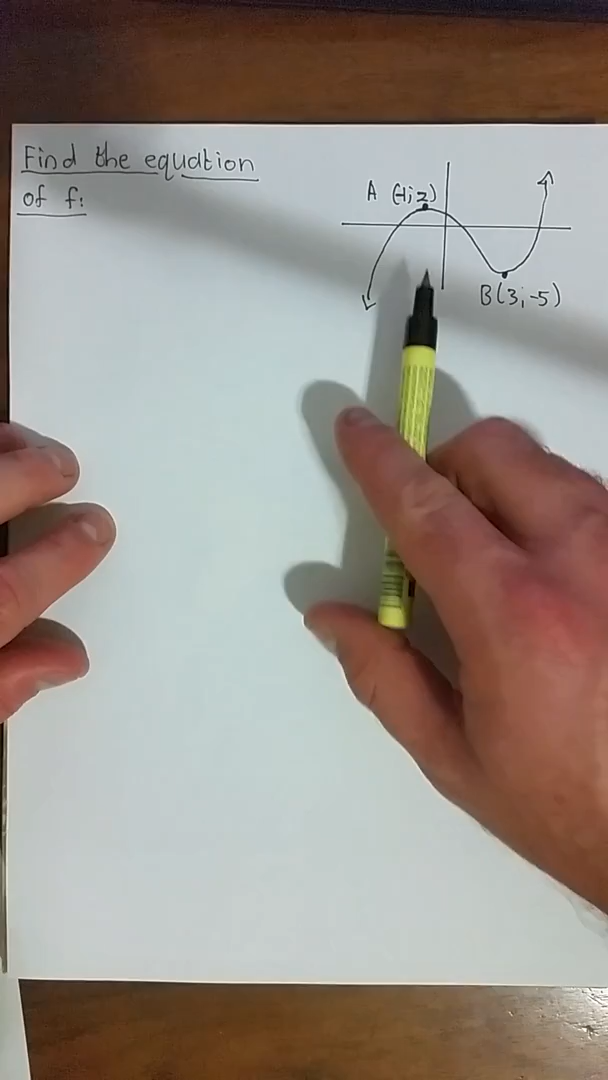 Find the equation
of f:
A (-1; 2)
B(3; -5)